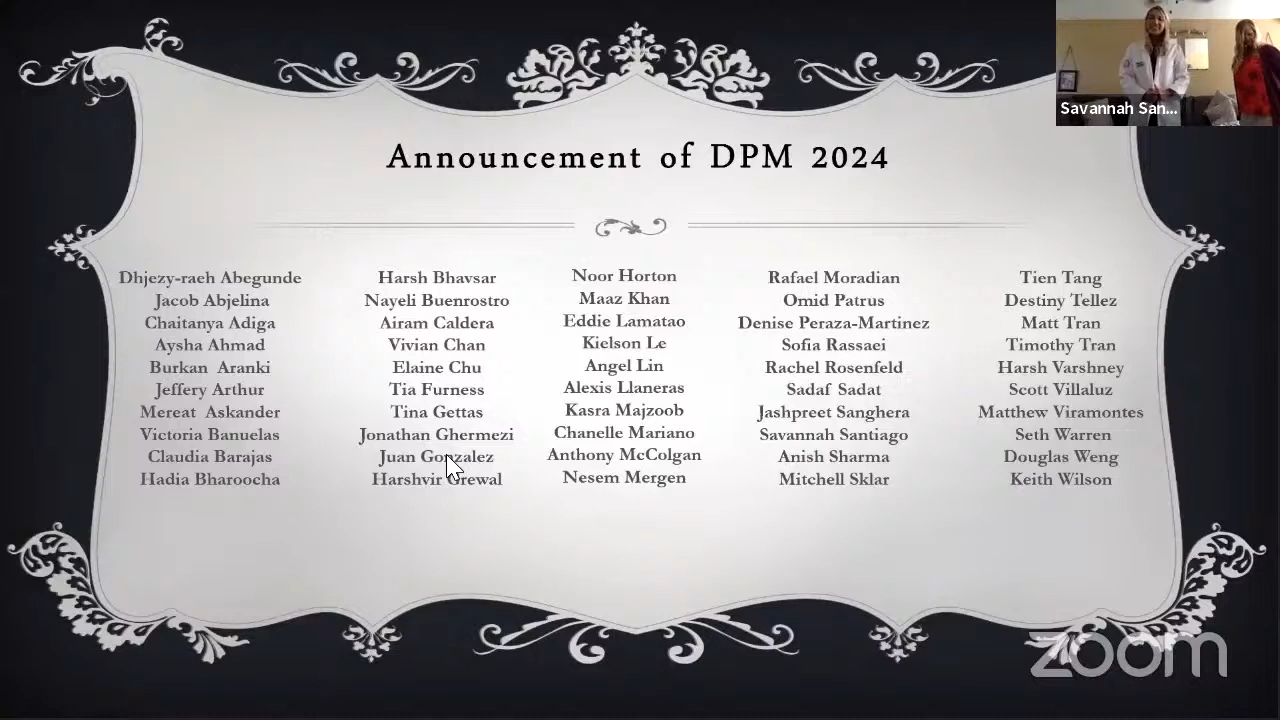 Savannah San...
Announcement of DPM 2024
Dhjezy-raeh Abegunde
Jacob Abjelina
Chaitanya Adiga
Aysha Ahmad
Burkan Aranki
Jeffery Arthur
Mereat Askander
Victoria Banuelas
Claudia Barajas
Hadia Bharoocha
Harsh Bhavsar
Nayeli Buenrostro
Airam Caldera
Vivian Chan
Elaine Chu
Tia Furness
Tina Gettas
Jonathan Ghermezi
Juan Gonzalez
Harshvir Grewal
Noor Horton
Maaz Khan
Eddie Lamatao
Kielson Le
Angel Lin
Alexis Llaneras
Kasra Majzoob
Chanelle Mariano
Anthony McColgan
Nesem Mergen
Rafael Moradian
Omid Patrus
Denise Peraza-Martinez
Sofia Rassaei
Rachel Rosenfeld
Sadaf Sadat
Jashpreet Sanghera
Savannah Santiago
Anish Sharma
Mitchell Sklar
Tien Tang
Destiny Tellez
Matt Tran
Timothy Tran
Harsh Varshney
Scott Villaluz
Matthew Viramontes
Seth Warren
Douglas Weng
Keith Wilson
zoom